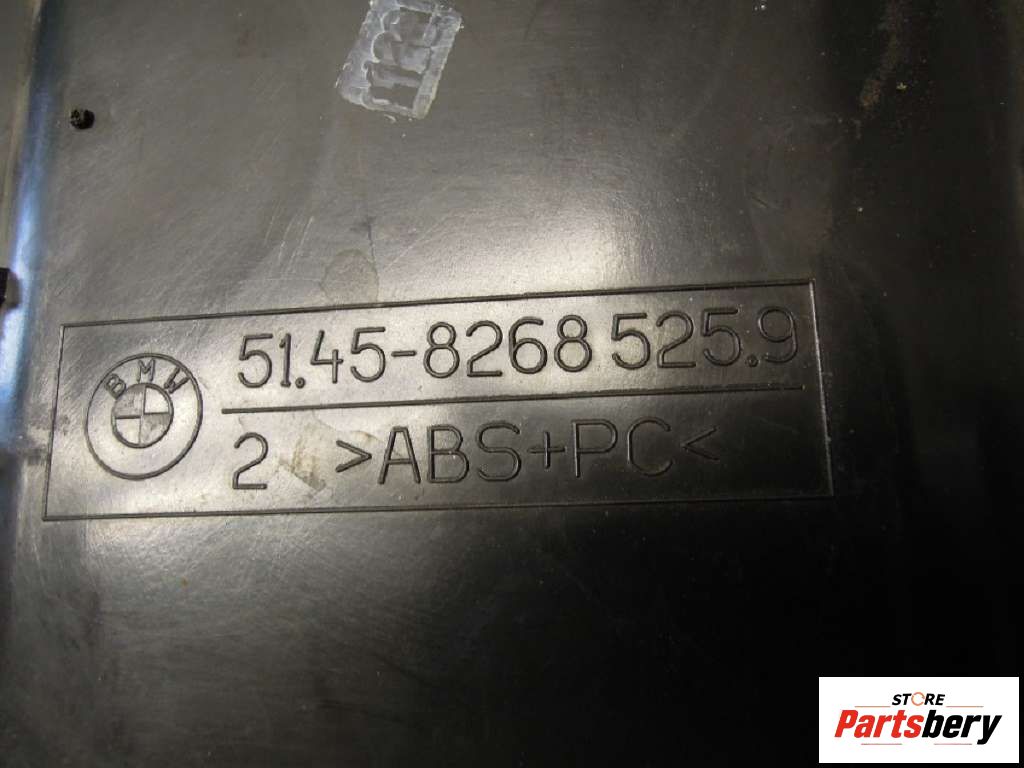 BMW
51.45-8268 525.9
2 >ABS+PC<
STORE
Partsbery